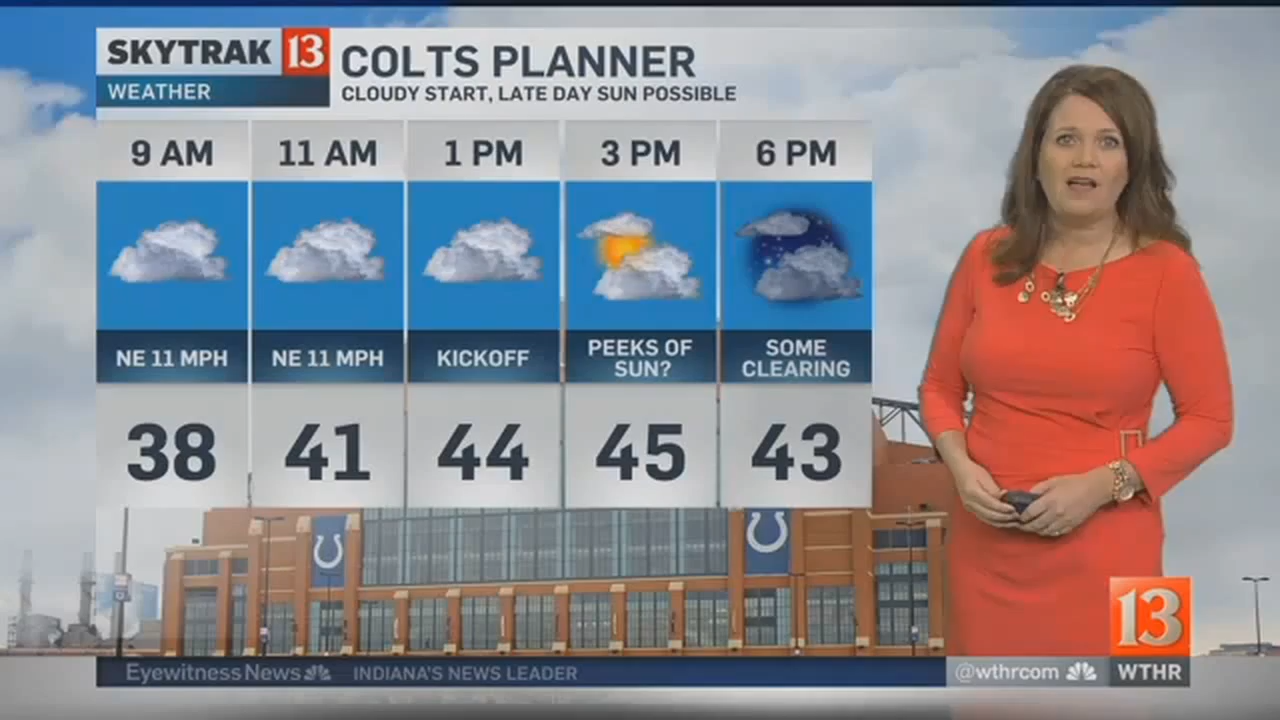 SKYTRAK 13
WEATHER
COLTS PLANNER
CLOUDY START, LATE DAY SUN POSSIBLE
9 AM
11 AM
1 PM
3 PM
6 PM
NE 11 MPH
NE 11 MPH
KICKOFF
PEEKS OF
SUN?
SOME
CLEARING
38
41
44
45
43
EyewitnessNews
INDIANA'S NEWS LEADER
@wthrcom
13
WTHR